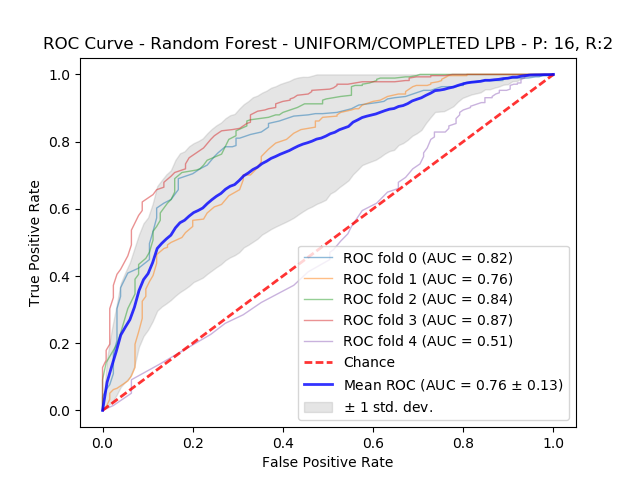 ROC Curve - Random Forest - UNIFORM/COMPLETED LPB - P: 16, R:2
1.0
0.8
0.6
0.4
0.2
0.0
True Positive Rate
ROC fold 0 (AUC = 0.82)
ROC fold 1 (AUC = 0.76)
ROC fold 2 (AUC = 0.84)
ROC fold 3 (AUC = 0.87)
ROC fold 4 (AUC = 0.51)
Chance
Mean ROC (AUC = 0.76 ± 0.13)
± 1 std. dev.
0.0 0.2 0.4 0.6 0.8 1.0
False Positive Rate